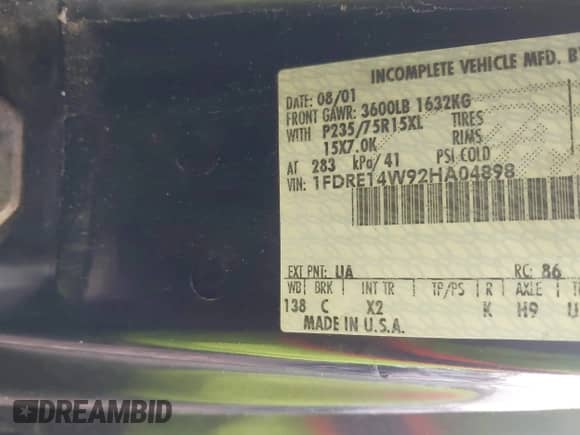 INCOMPLETE VEHICLE MFD. B
DATE: 08/01
FRONT GAWR: 3600LB 1632KG
WITH P235/75R15XL TIRES
15X7.0K RIMS
AT 283 kPa/41 PSI COLD
VIN: 1FDRE14W92HA04898
EXT PNT: UA RC: 86
WB BRK INT TR TP/PS R AXLE T
138 C X2 K H9 U
MADE IN U.S.A.
DREAMBID